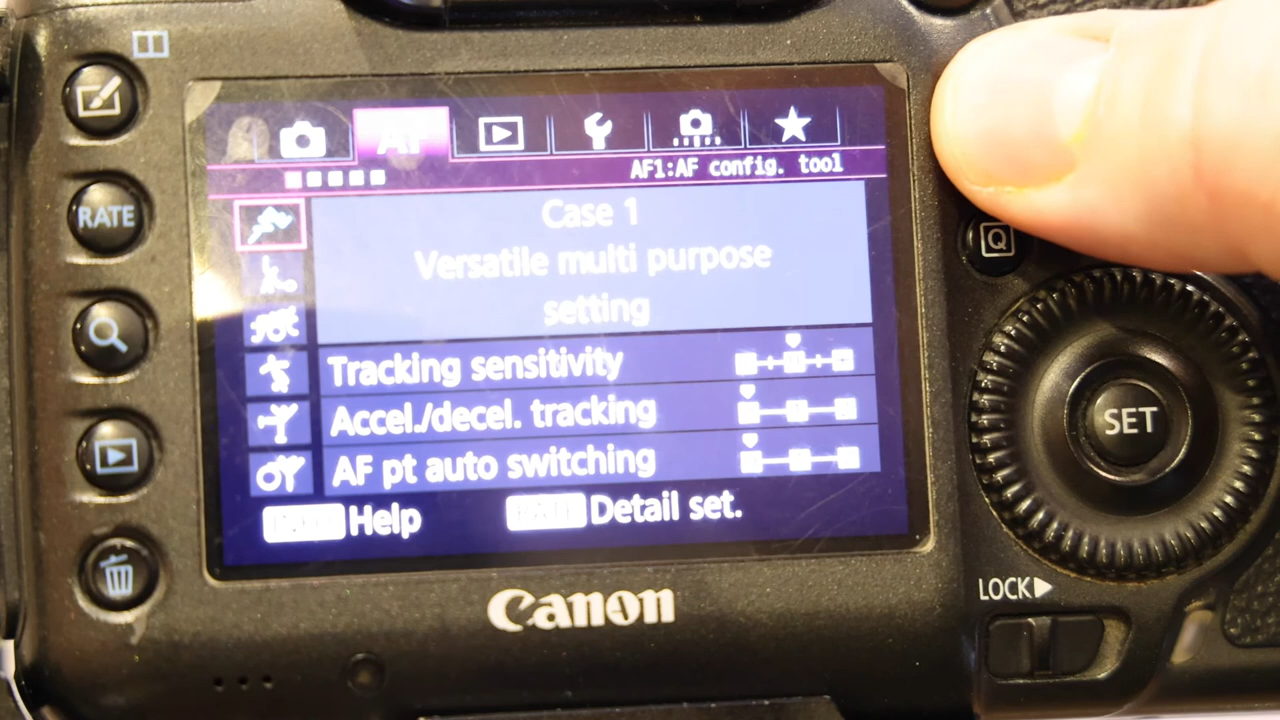 AF
AF1:AF config. tool
Case 1
Versatile multi purpose
setting
Tracking sensitivity
Accel./decel. tracking
AF pt auto switching
Help
Detail set.
RATE
Q
SET
LOCK▶
Canon